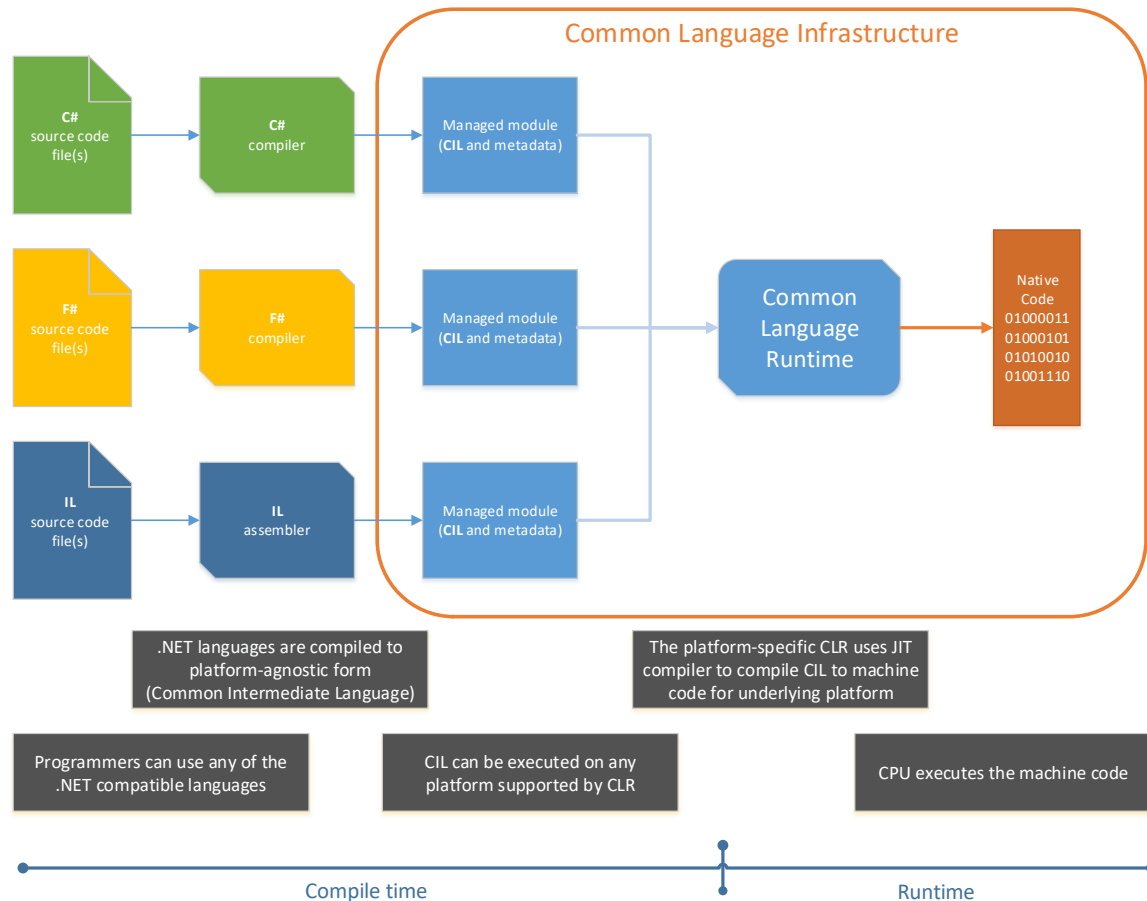 Common Language Infrastructure
C#
source code
file(s)
C#
compiler
Managed module
(CIL and metadata)
F#
source code
file(s)
F#
compiler
Managed module
(CIL and metadata)
Common
Language
Runtime
Native
Code
01000011
01000101
01010010
01001110
IL
source code
file(s)
IL
assembler
Managed module
(CIL and metadata)
.NET languages are compiled to
platform-agnostic form
(Common Intermediate Language)
The platform-specific CLR uses JIT
compiler to compile CIL to machine
code for underlying platform
Programmers can use any of the
.NET compatible languages
CIL can be executed on any
platform supported by CLR
CPU executes the machine code
Compile time
Runtime